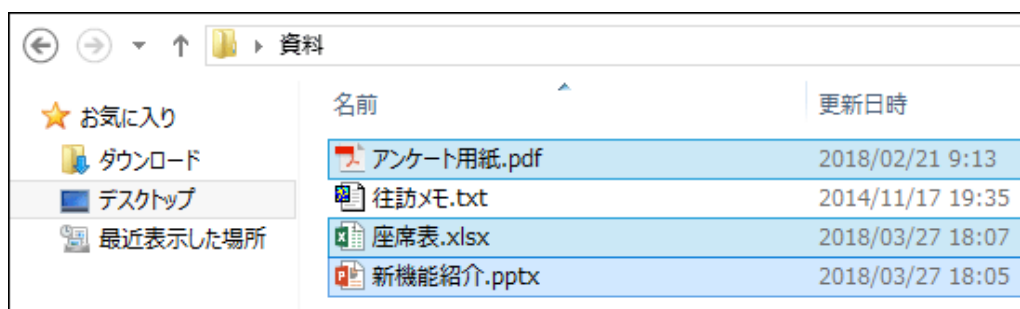 資料
お気に入り
ダウンロード
デスクトップ
最近表示した場所
名前 更新日時
アンケート用紙.pdf 2018/02/21 9:13
往訪メモ.txt 2014/11/17 19:35
座席表.xlsx 2018/03/27 18:07
新機能紹介.pptx 2018/03/27 18:05